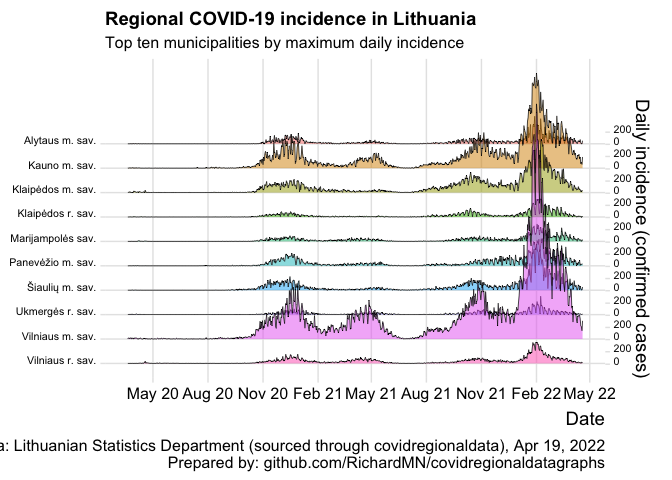 Regional COVID-19 incidence in Lithuania
Top ten municipalities by maximum daily incidence
Alytaus m. sav.
Kauno m. sav.
Klaipėdos m. sav.
Klaipėdos r. sav.
Marijampolės sav.
Panevėžio m. sav.
Šiaulių m. sav.
Ukmergės r. sav.
Vilniaus m. sav.
Vilniaus r. sav.
200
0
200
0
200
0
200
0
200
0
200
0
200
0
200
0
200
0
200
0
Daily incidence (confirmed cases)
May 20 Aug 20 Nov 20 Feb 21 May 21 Aug 21 Nov 21 Feb 22 May 22
Date
a: Lithuanian Statistics Department (sourced through covidregionaldata), Apr 19, 2022
Prepared by: github.com/RichardMN/covidregionaldatagraphs